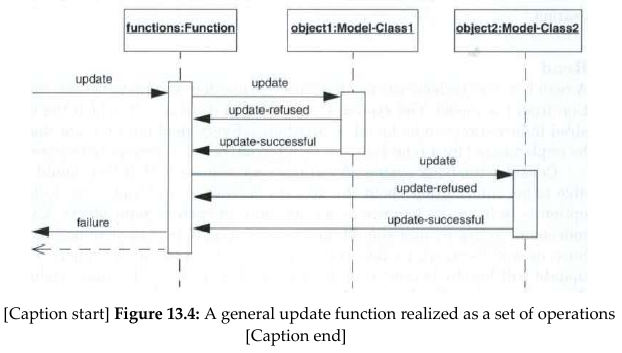 functions:Function object1:Model-Class1 object2:Model-Class2
update
update
update-refused
update-successful
update
update-refused
failure
update-successful
[Caption start] Figure 13.4: A general update function realized as a set of operations
[Caption end]